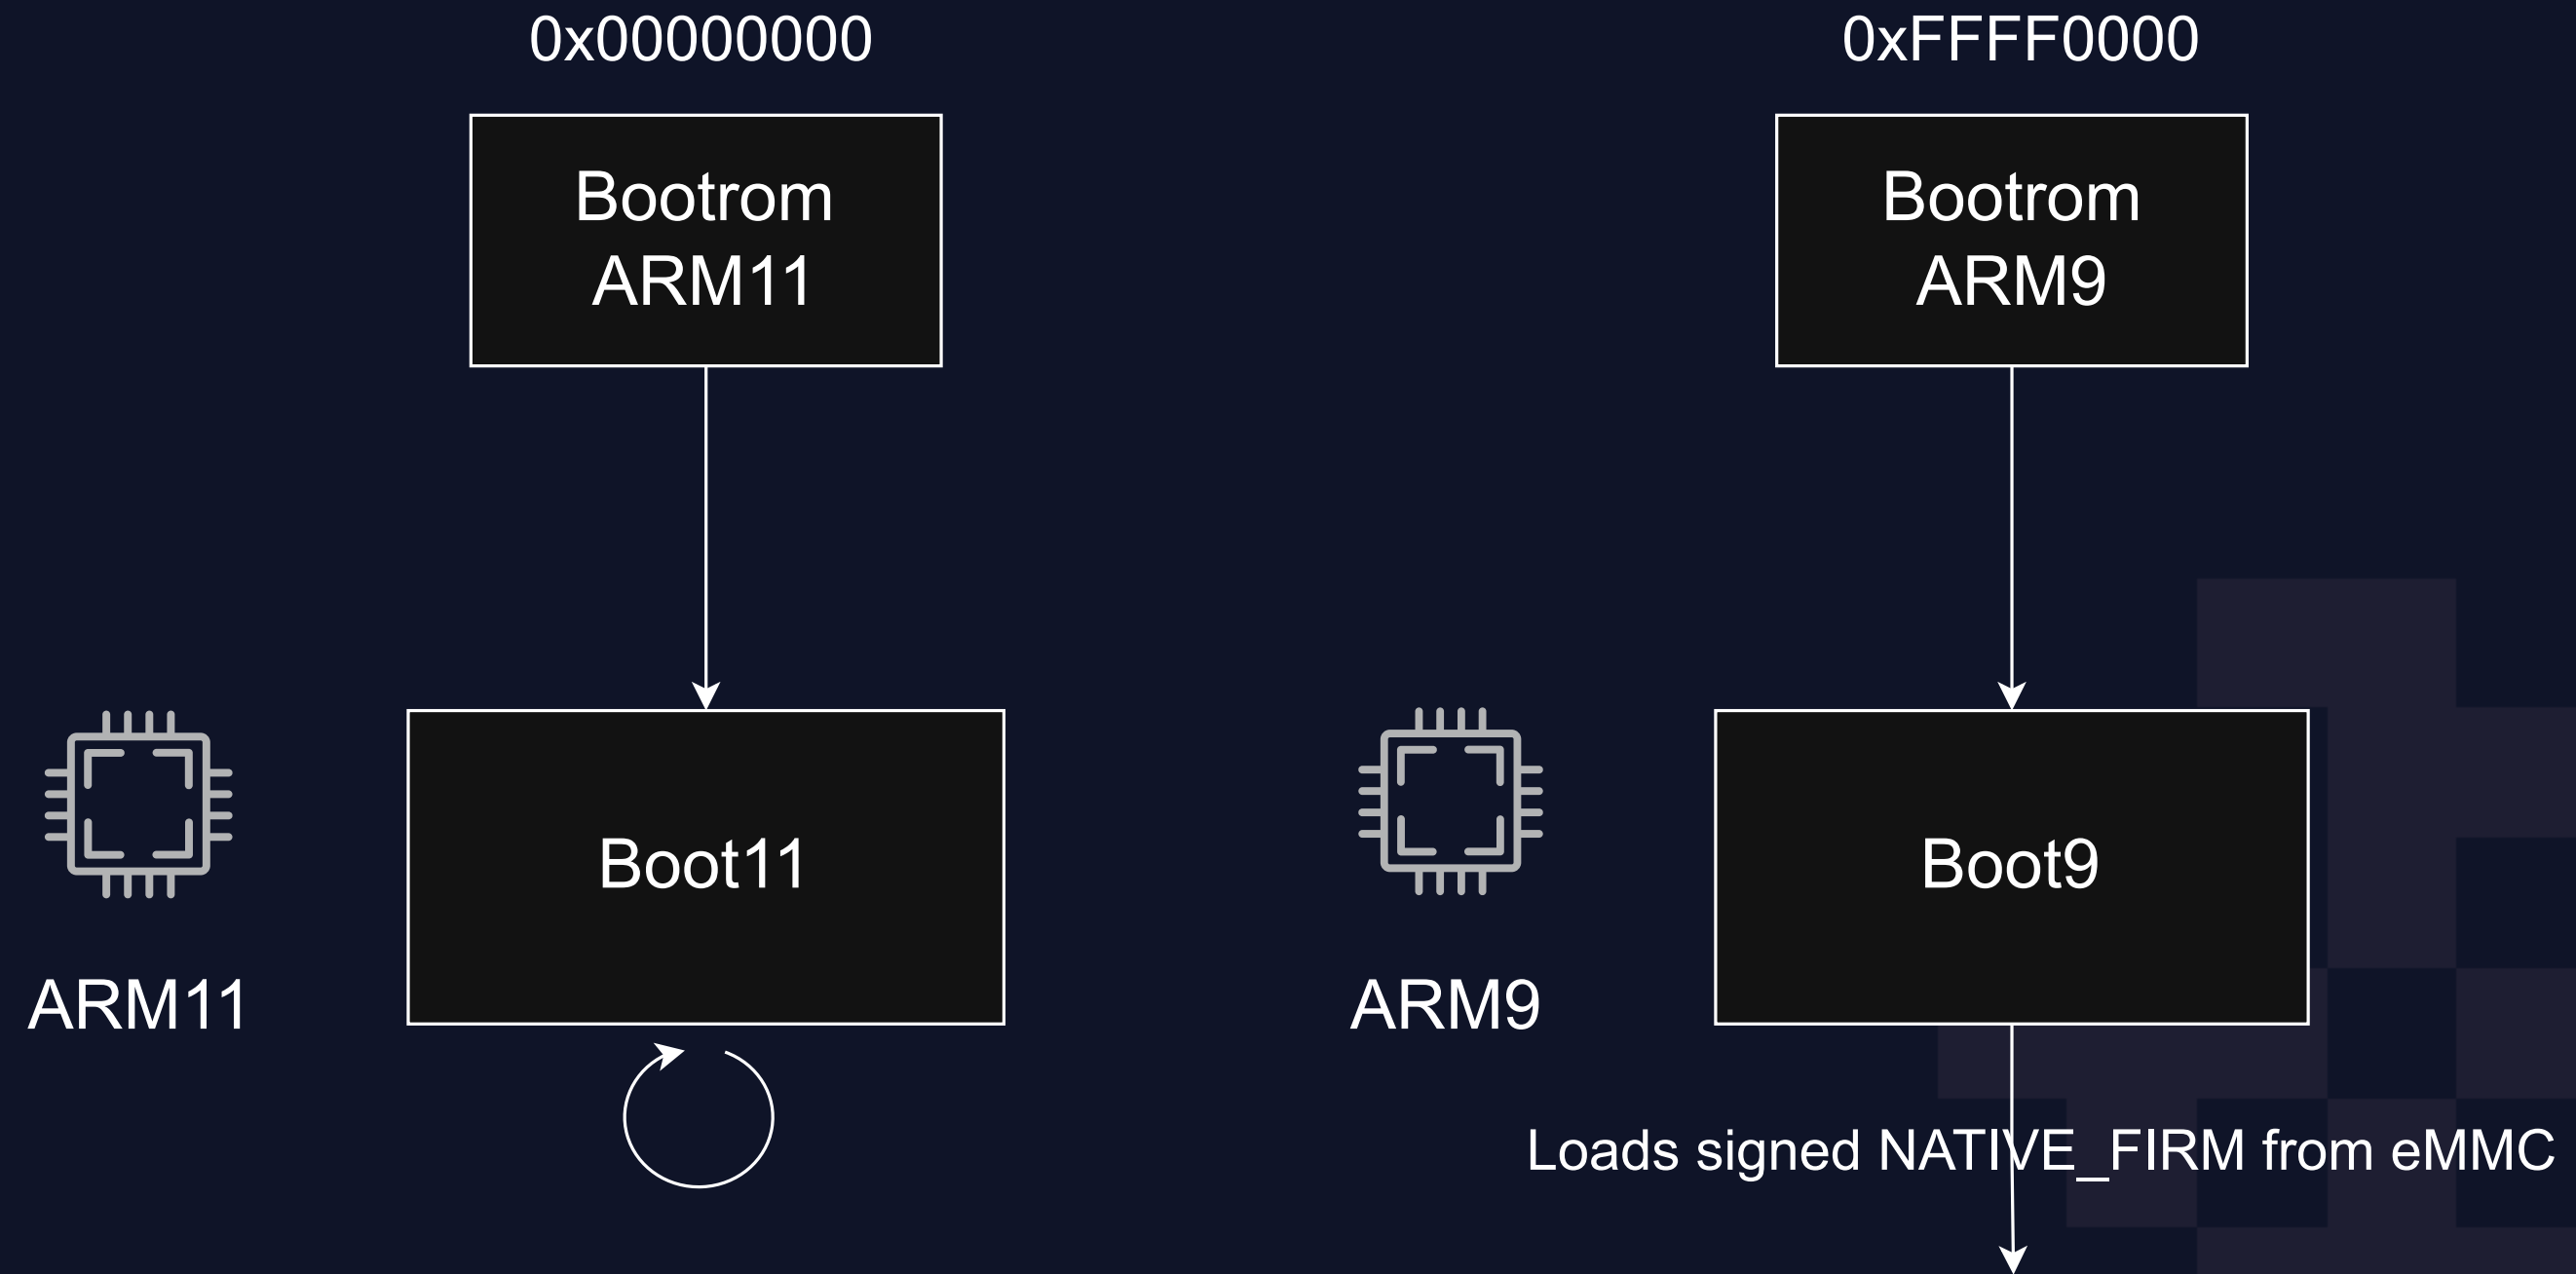 0x00000000
0xFFFF0000
Bootrom
ARM11
Bootrom
ARM9
Boot11
Boot9
ARM11
ARM9
Loads signed NATIVE_FIRM from eMMC